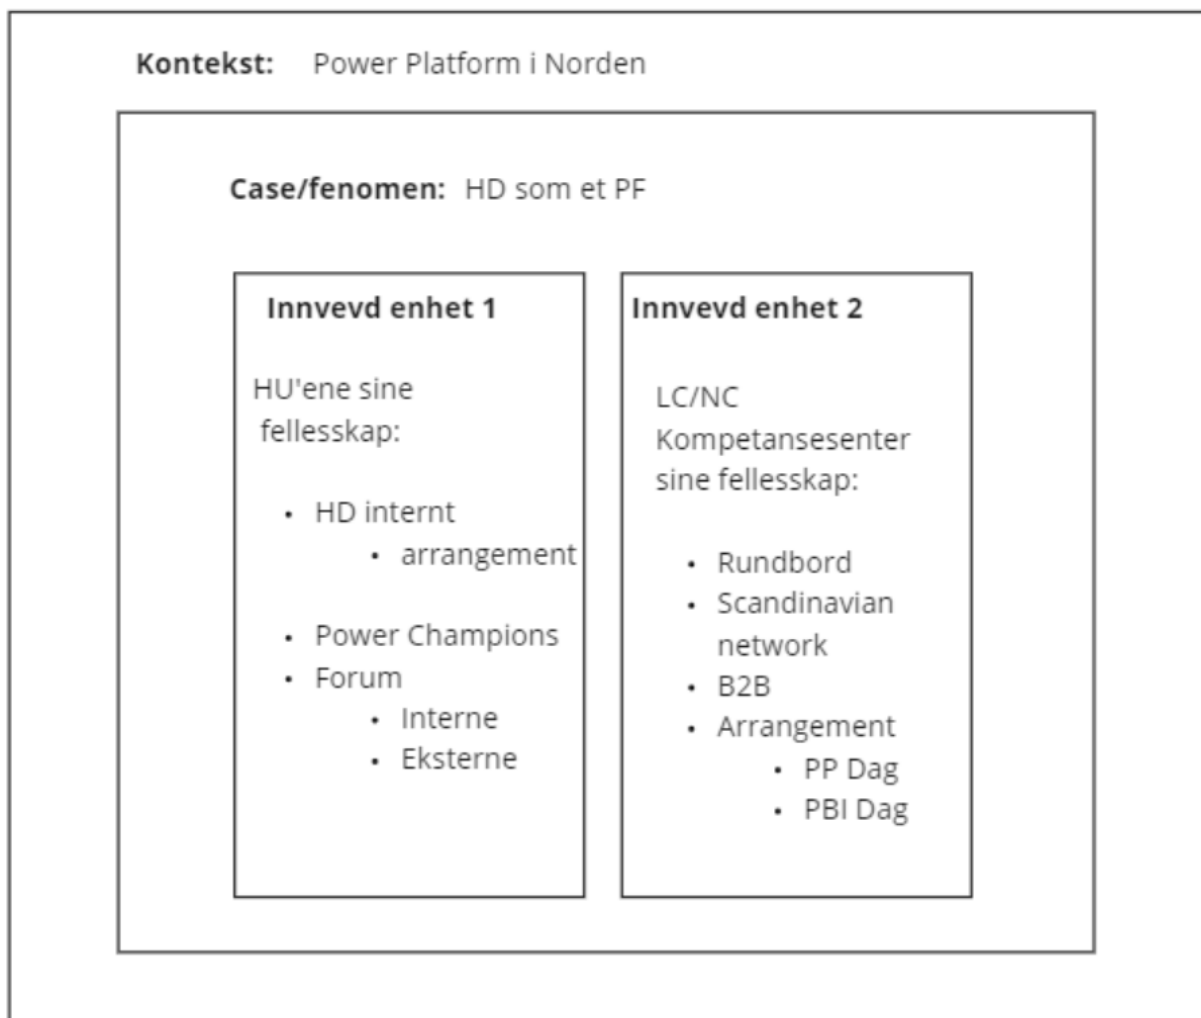 Kontekst: Power Platform i Norden
Case/fenomen: HD som et PF
Innvevd enhet 1
HU'ene sine
fellesskap:
• HD internt
• arrangement
• Power Champions
• Forum
• Interne
• Eksterne
Innvevd enhet 2
LC/NC
Kompetansesenter
sine fellesskap:
• Rundbord
• Scandinavian
network
• B2B
• Arrangement
• PP Dag
• PBI Dag